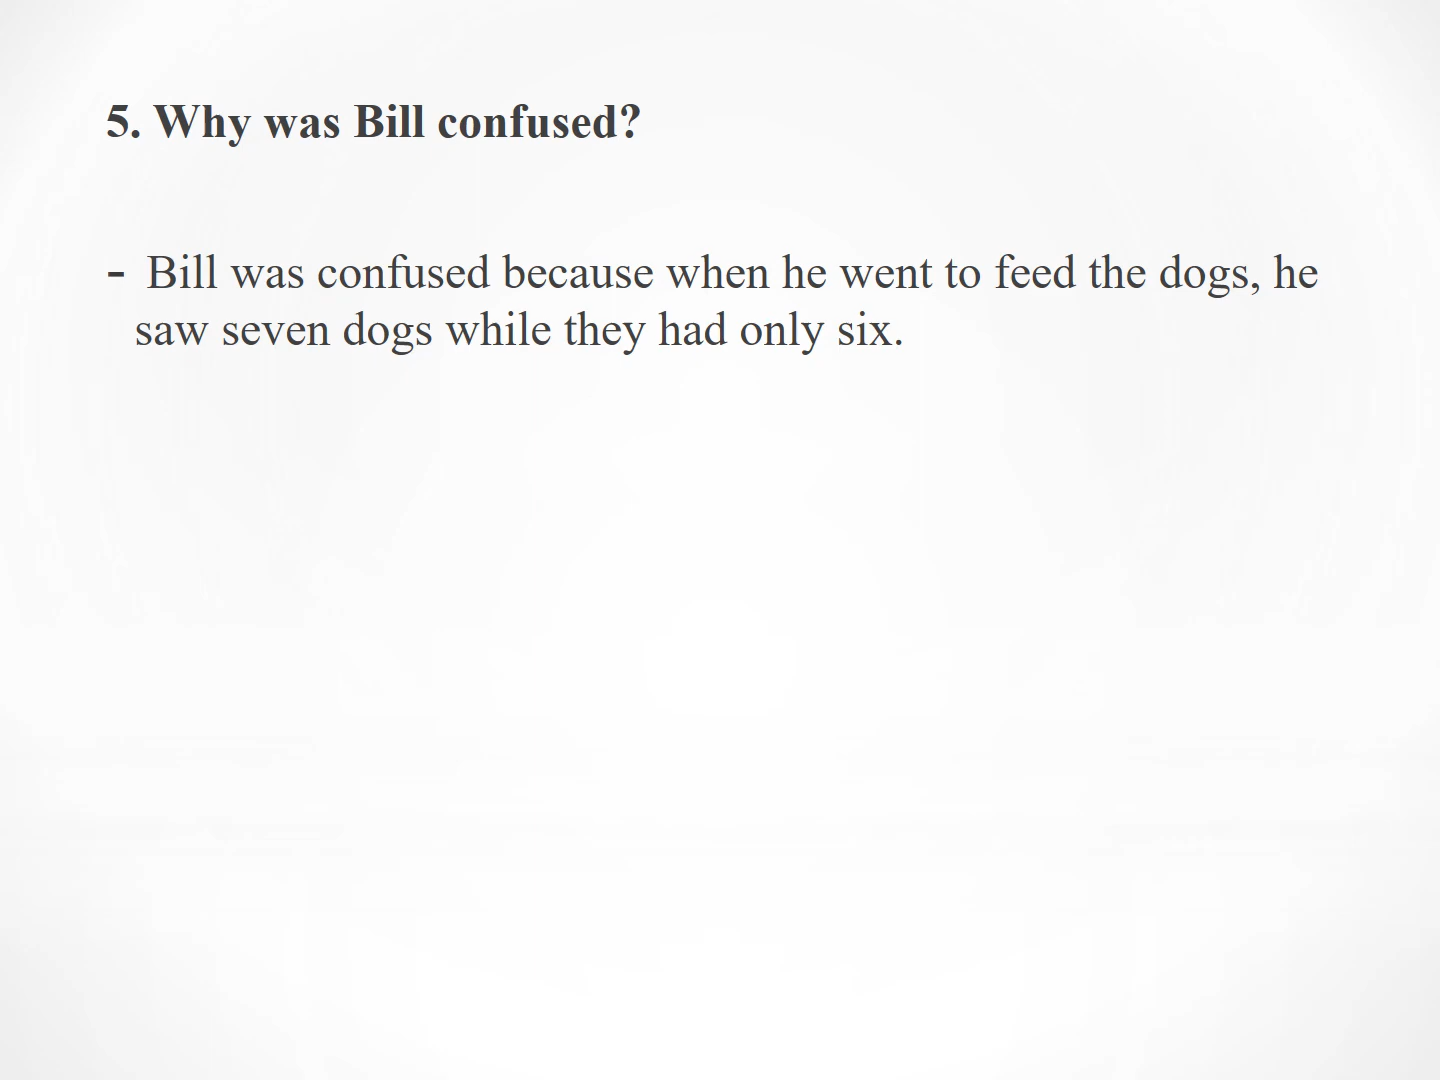 5. Why was Bill confused?
- Bill was confused because when he went to feed the dogs, he
saw seven dogs while they had only six.